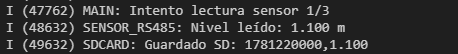 I (47762) MAIN: Intento lectura sensor 1/3
I (48632) SENSOR_RS485: Nivel leído: 1.100 m
I (49632) SDCARD: Guardado SD: 1781220000,1.100